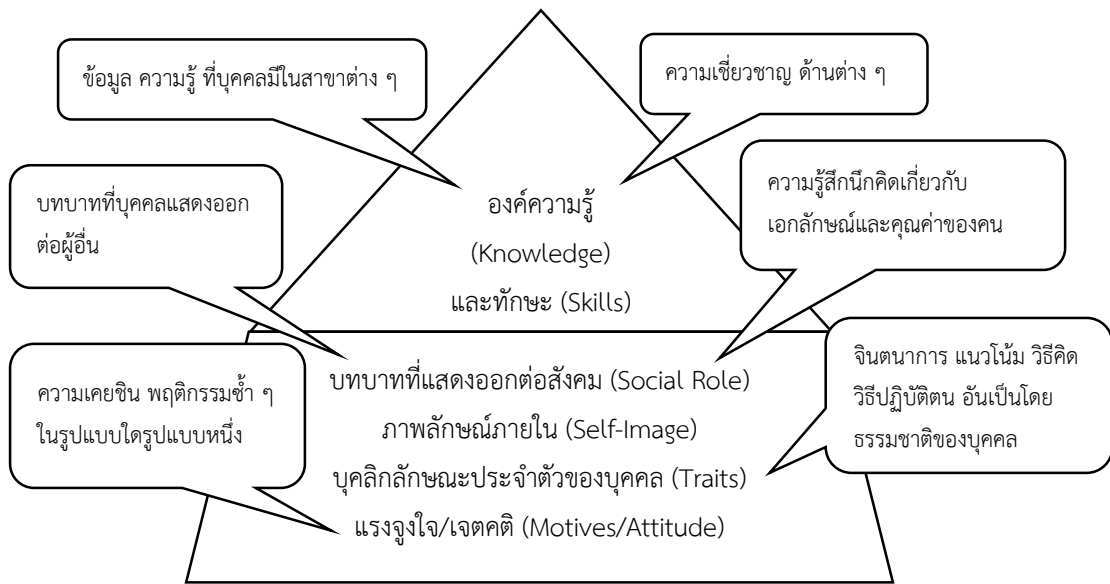 ข้อมูล ความรู้ ที่บุคคลมีในสาขาต่าง ๆ
ความเชี่ยวชาญ ด้านต่าง ๆ
องค์ความรู้
(Knowledge)
และทักษะ (Skills)
บทบาทที่บุคคลแสดงออก
ต่อผู้อื่น
ความรู้สึกนึกคิดเกี่ยวกับ
เอกลักษณ์และคุณค่าของคน
ความเคยชิน พฤติกรรมซ้ำ ๆ
ในรูปแบบใดรูปแบบหนึ่ง
บทบาทที่แสดงออกต่อสังคม (Social Role)
ภาพลักษณ์ภายใน (Self-Image)
บุคลิกลักษณะประจำตัวของบุคคล (Traits)
แรงจูงใจ/เจตคติ (Motives/Attitude)
จินตนาการ แนวโน้ม วิธีคิด
วิธีปฏิบัติตน อันเป็นโดย
ธรรมชาติของบุคคล